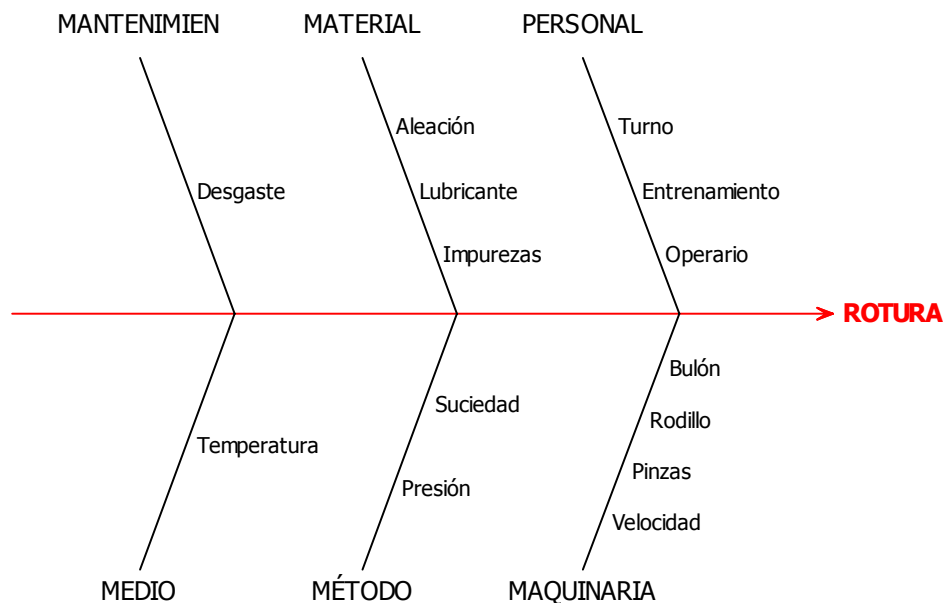 MANTENIMIEN
MATERIAL
PERSONAL
Aleación
Turno
Desgaste
Lubricante
Entrenamiento
Impurezas
Operario
ROTURA
Bulón
Suciedad
Rodillo
Temperatura
Pinzas
Presión
Velocidad
MEDIO
MÉTODO
MAQUINARIA